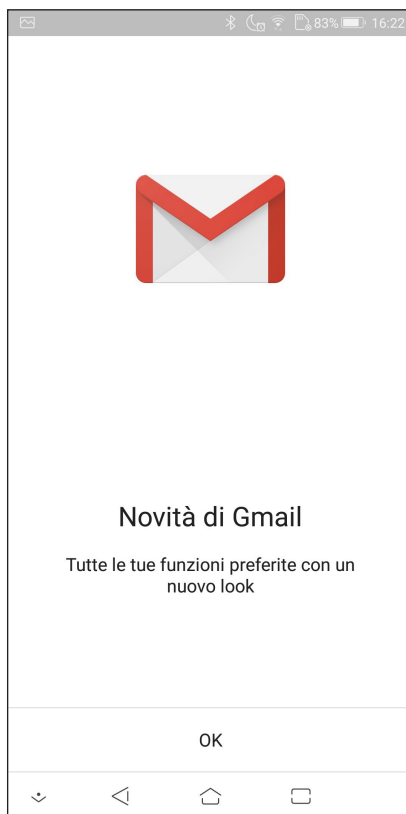 83% 16:22
Novità di Gmail
Tutte le tue funzioni preferite con un
nuovo look
OK